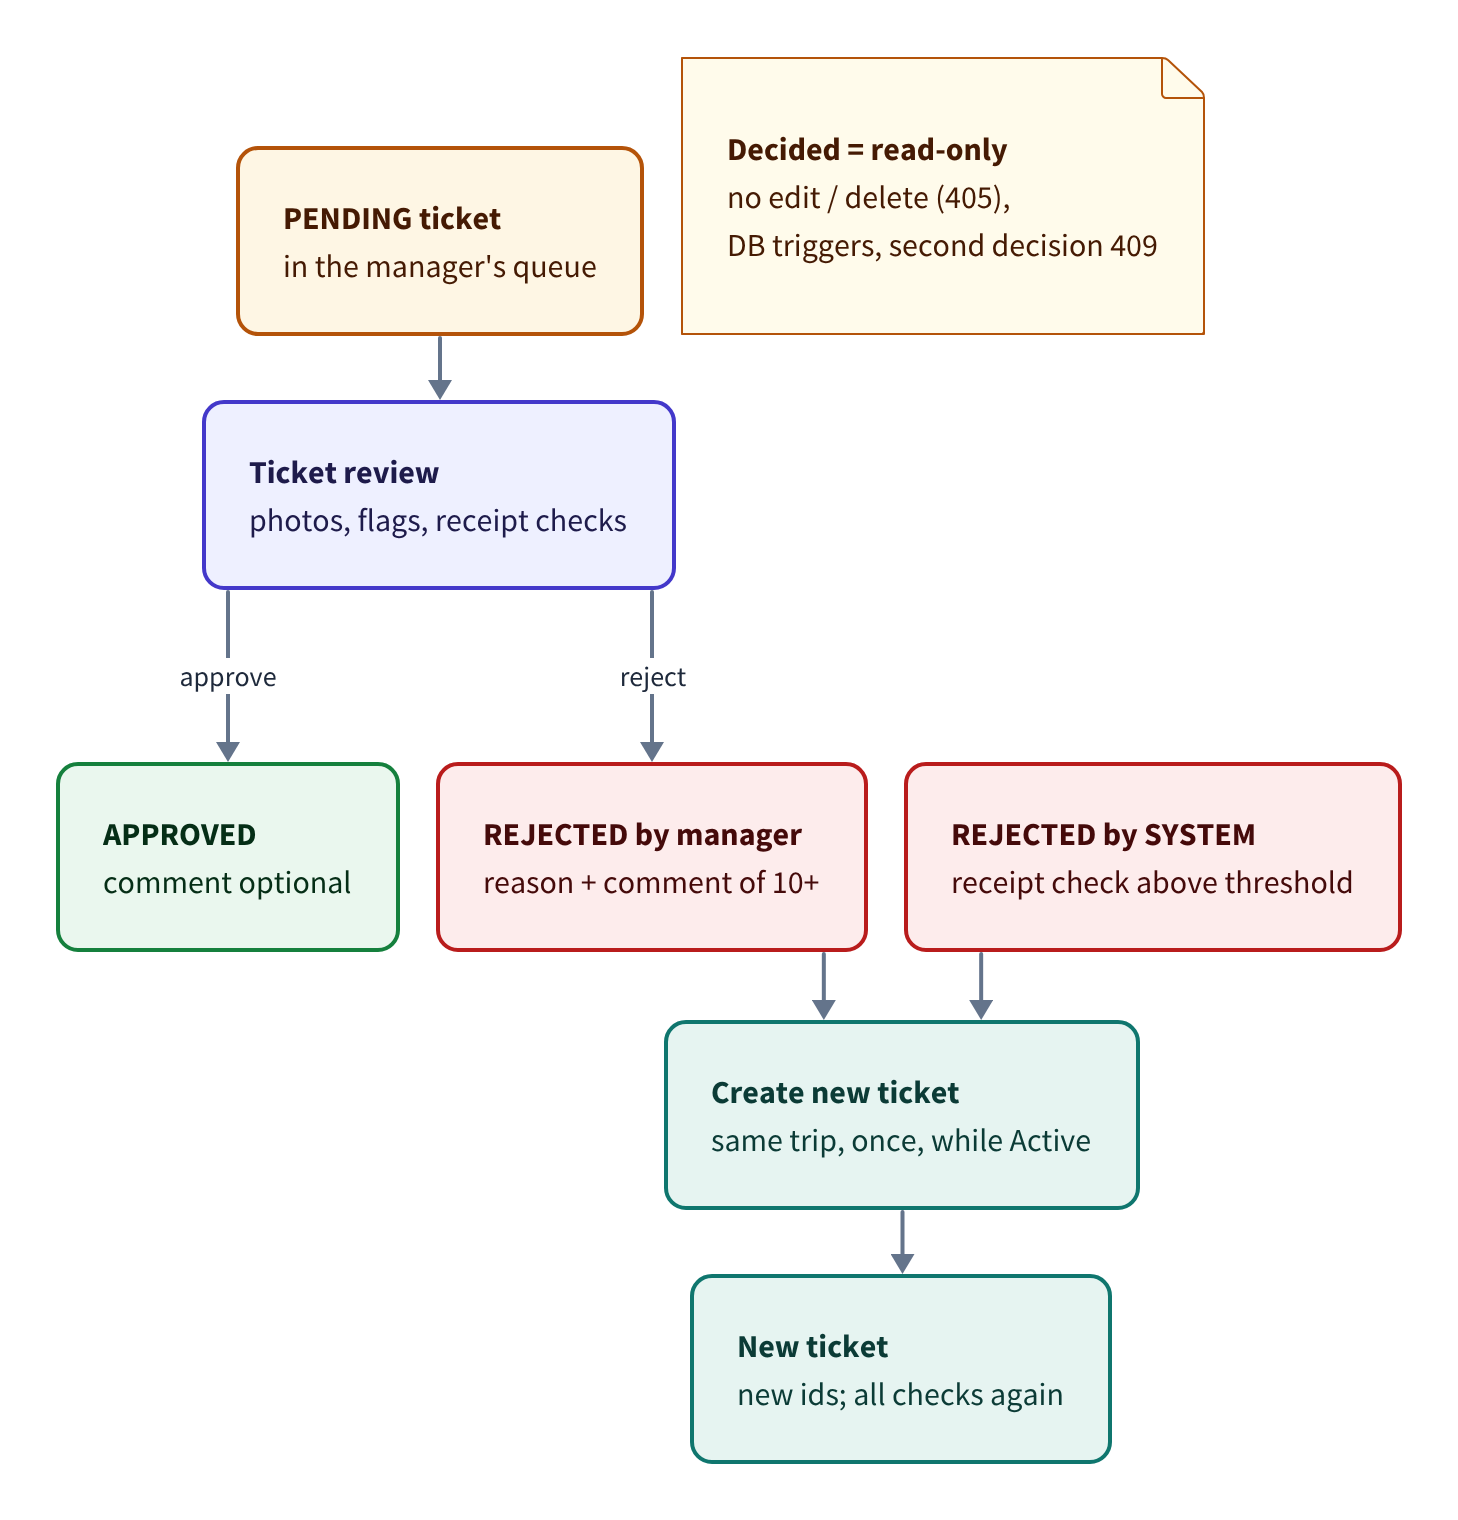 Decided = read-only
no edit / delete (405),
DB triggers, second decision 409
PENDING ticket
in the manager's queue
Ticket review
photos, flags, receipt checks
approve
reject
APPROVED
comment optional
REJECTED by manager
reason + comment of 10+
REJECTED by SYSTEM
receipt check above threshold
Create new ticket
same trip, once, while Active
New ticket
new ids; all checks again